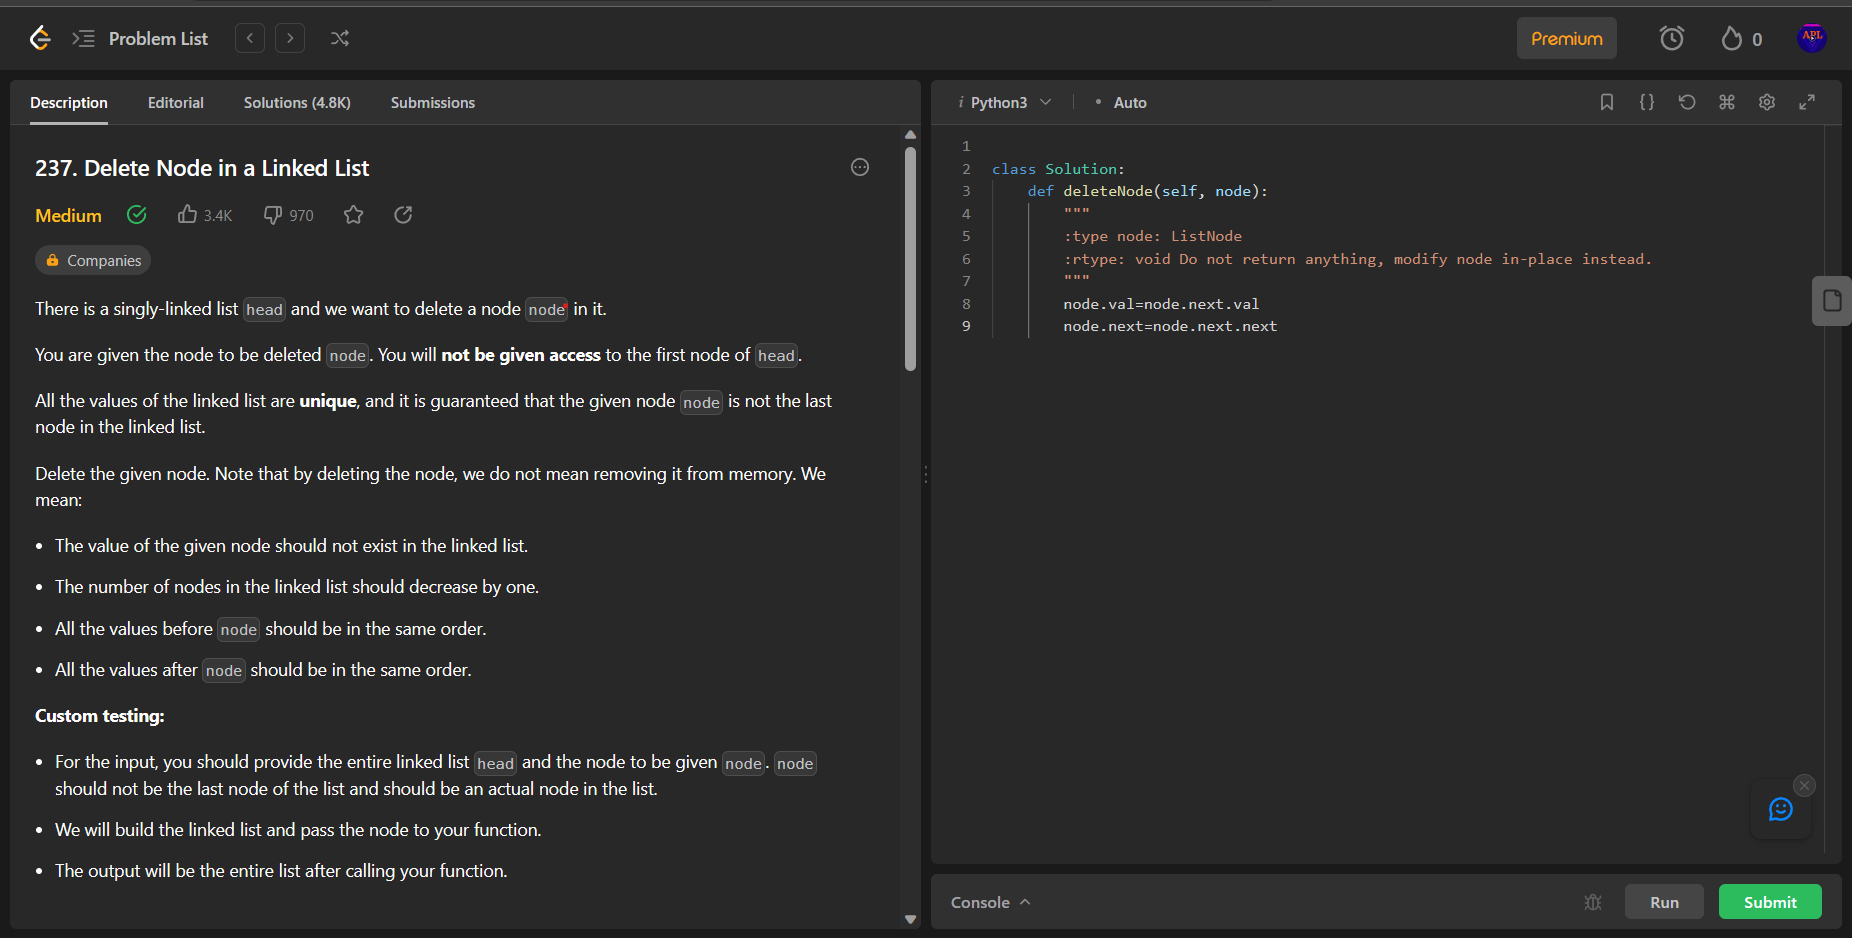 Problem List
Premium
0
APL
Description Editorial Solutions (4.8K) Submissions
237. Delete Node in a Linked List
Medium 3.4K 970
Companies
There is a singly-linked list head and we want to delete a node node in it.
You are given the node to be deleted node. You will not be given access to the first node of head.
All the values of the linked list are unique, and it is guaranteed that the given node node is not the last
node in the linked list.
Delete the given node. Note that by deleting the node, we do not mean removing it from memory. We
mean:
• The value of the given node should not exist in the linked list.
• The number of nodes in the linked list should decrease by one.
• All the values before node should be in the same order.
• All the values after node should be in the same order.
Custom testing:
• For the input, you should provide the entire linked list head and the node to be given node. node
should not be the last node of the list and should be an actual node in the list.
• We will build the linked list and pass the node to your function.
• The output will be the entire list after calling your function.
i Python3 • Auto
1
2 class Solution:
3     def deleteNode(self, node):
4         """
5         :type node: ListNode
6         :rtype: void Do not return anything, modify node in-place instead.
7         """
8         node.val=node.next.val
9         node.next=node.next.next
Console Run Submit